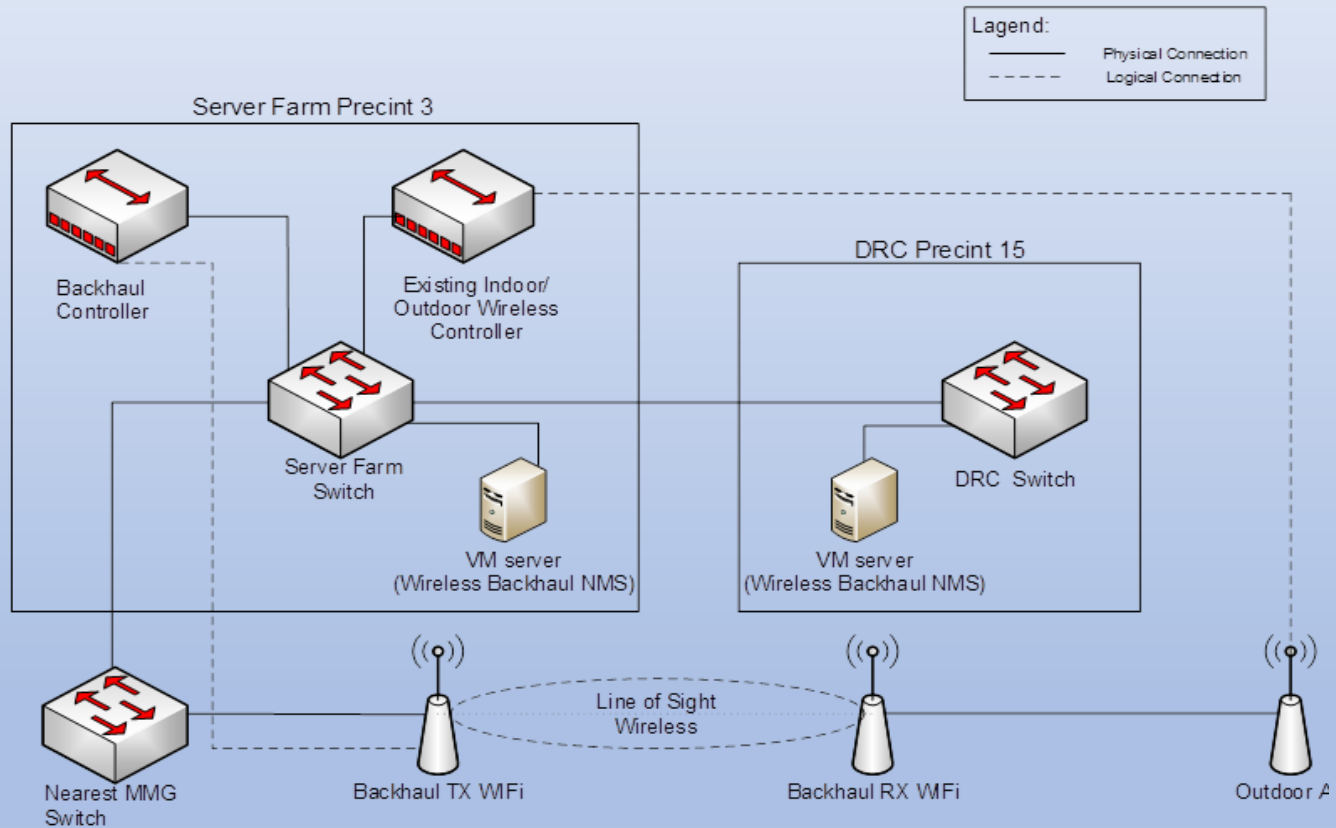 Lagend:
Physical Connection
Logical Connection
Server Farm Precint 3
Backhaul
Controller
Existing Indoor/
Outdoor Wireless
Controller
DRC Precint 15
Server Farm
Switch
DRC Switch
VM server
(Wireless Backhaul NMS)
VM server
(Wireless Backhaul NMS)
Line of Sight
Wireless
Nearest MMG
Switch
Backhaul TX WIFi
Backhaul RX WIFi
Outdoor A